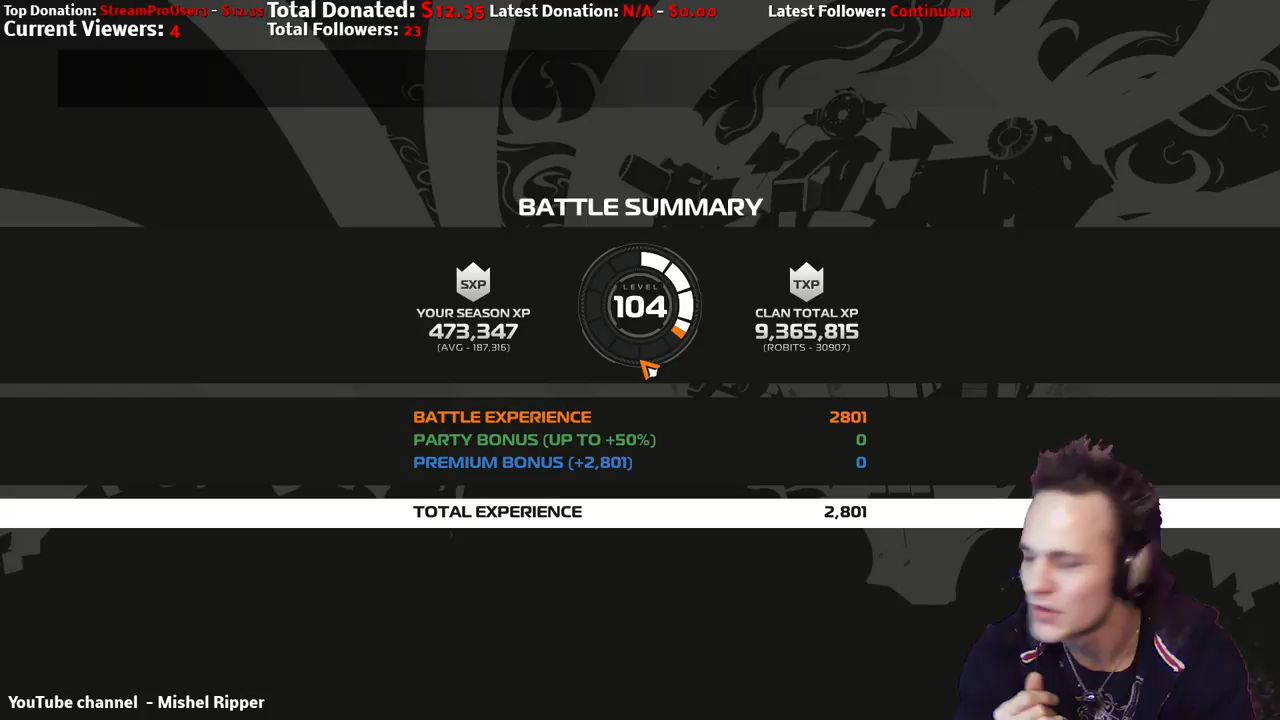 Top Donation: StreamProUser1 - $12.35 Total Donated: $12.35 Latest Donation: N/A - $0.00 Latest Follower: Continuara
Current Viewers: 4 Total Followers: 23
BATTLE SUMMARY
SXP
LEVEL
104
TXP
YOUR SEASON XP
473,347
(AVG - 187,316)
CLAN TOTAL XP
9,365,815
(ROBITS - 30907)
BATTLE EXPERIENCE 2801
PARTY BONUS (UP TO +50%) 0
PREMIUM BONUS (+2,801) 0
TOTAL EXPERIENCE 2,801
YouTube channel - Mishel Ripper